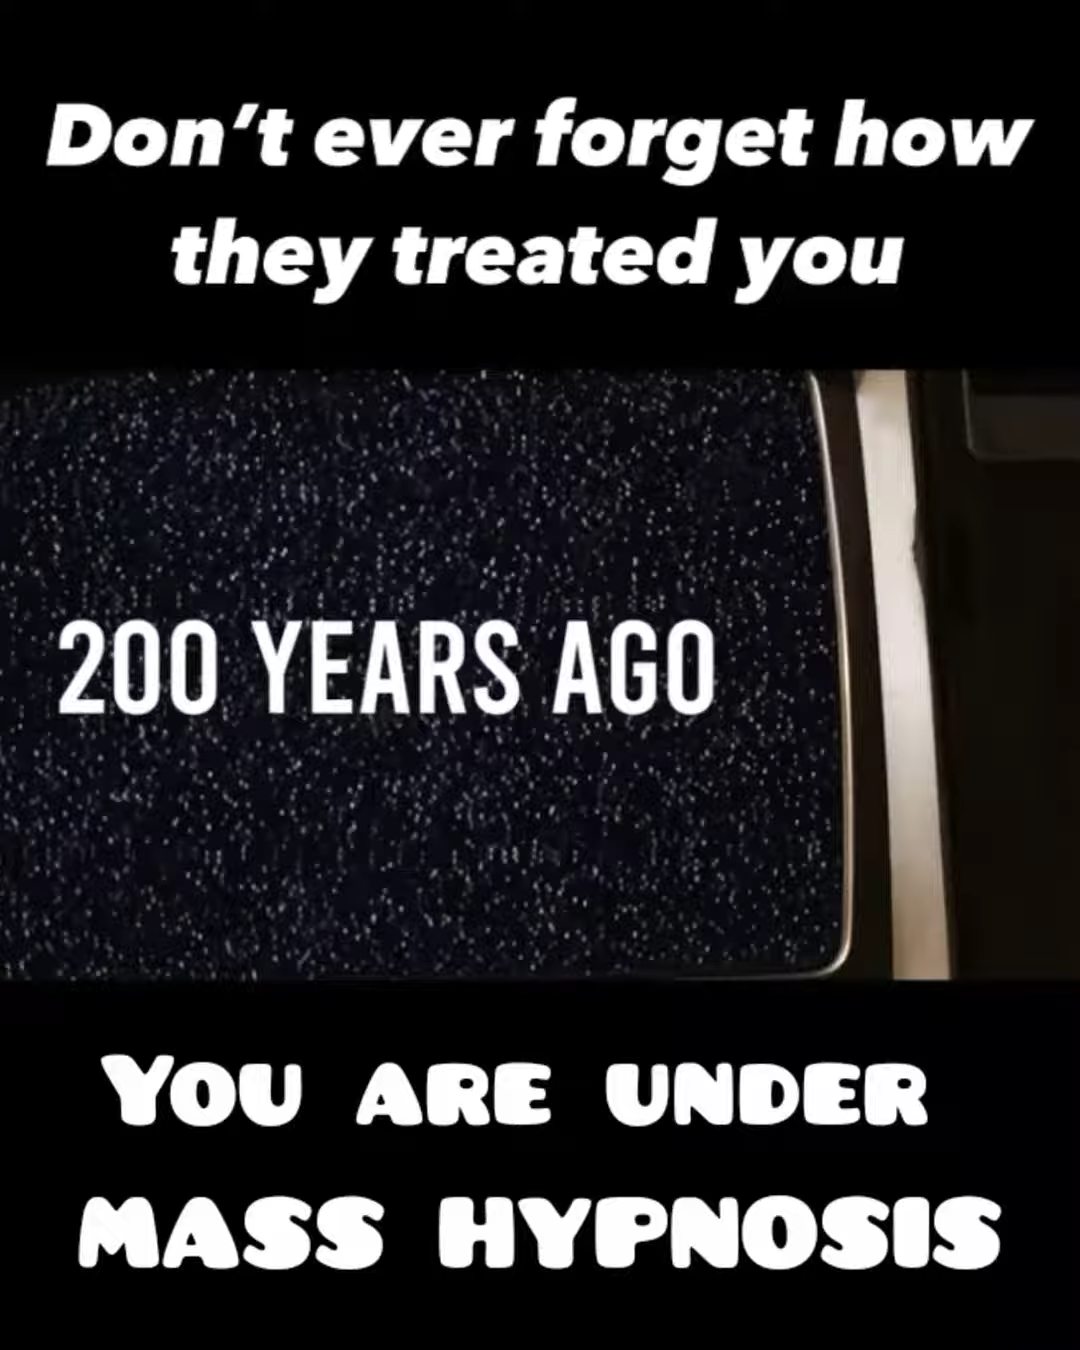 Don’t ever forget how
they treated you
200 YEARS AGO
YOU ARE UNDER
MASS HYPNOSIS